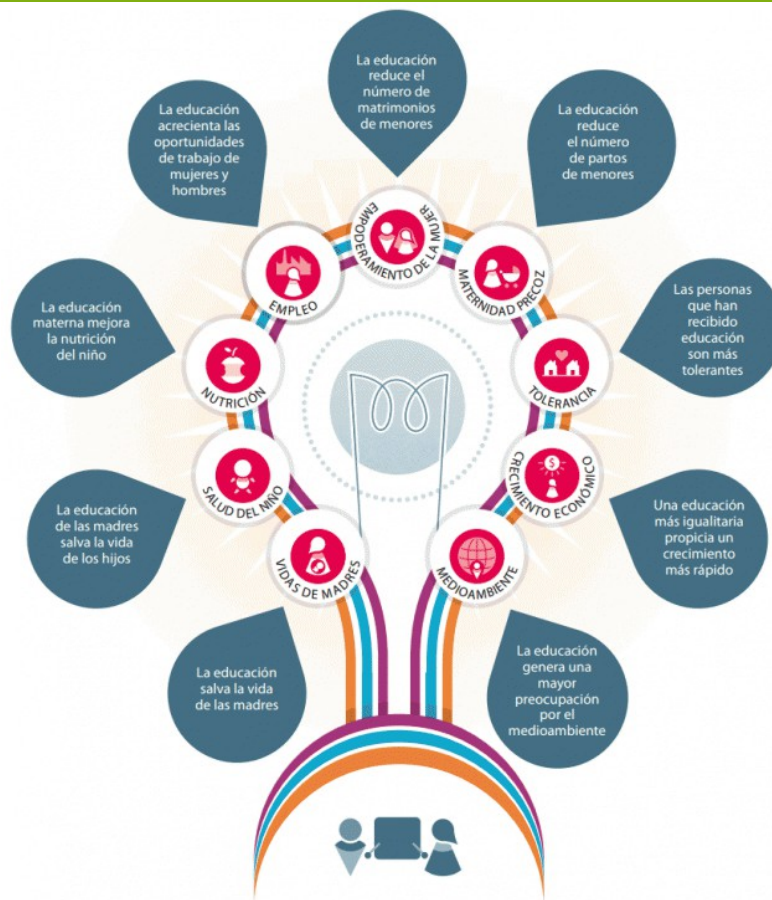 La educación
reduce el
número de
matrimonios
de menores
La educación
acrecienta las
oportunidades
de trabajo de
mujeres y
hombres
La educación
reduce
el número
de partos
de menores
EMPODERAMIENTO DE LA MUJER
EMPLEO
MATERNIDAD PRECOZ
La educación
materna mejora
la nutrición
del niño
Las personas
que han
recibido
educación
son más
tolerantes
NUTRICIÓN
TOLERANCIA
SALUD DEL NIÑO
CRECIMIENTO ECONÓMICO
$
La educación
de las madres
salva la vida
de los hijos
Una educación
más igualitaria
propicia un
crecimiento
más rápido
VIDAS DE MADRES
MEDIOAMBIENTE
La educación
salva la vida
de las madres
La educación
genera una
mayor
preocupación
por el
medioambiente